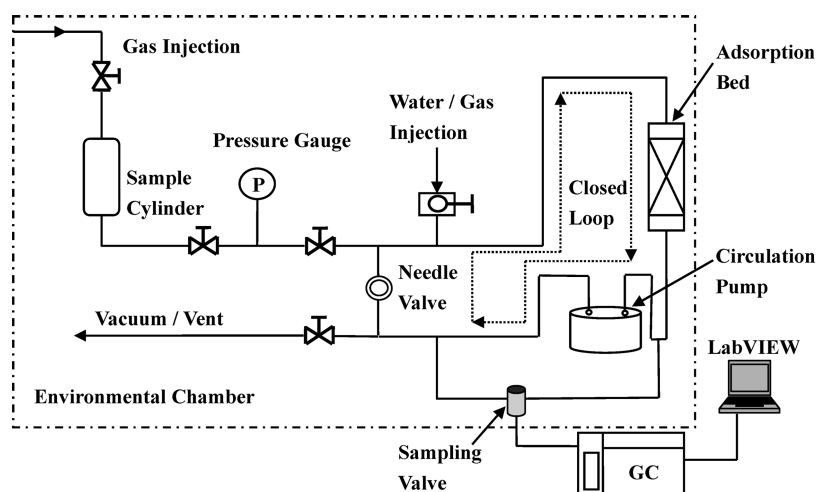 Gas Injection
Adsorption
Bed
Water / Gas
Injection
Pressure Gauge
P
Sample
Cylinder
Closed
Loop
Needle
Valve
Circulation
Pump
Vacuum / Vent
LabVIEW
Environmental Chamber
Sampling
Valve
GC